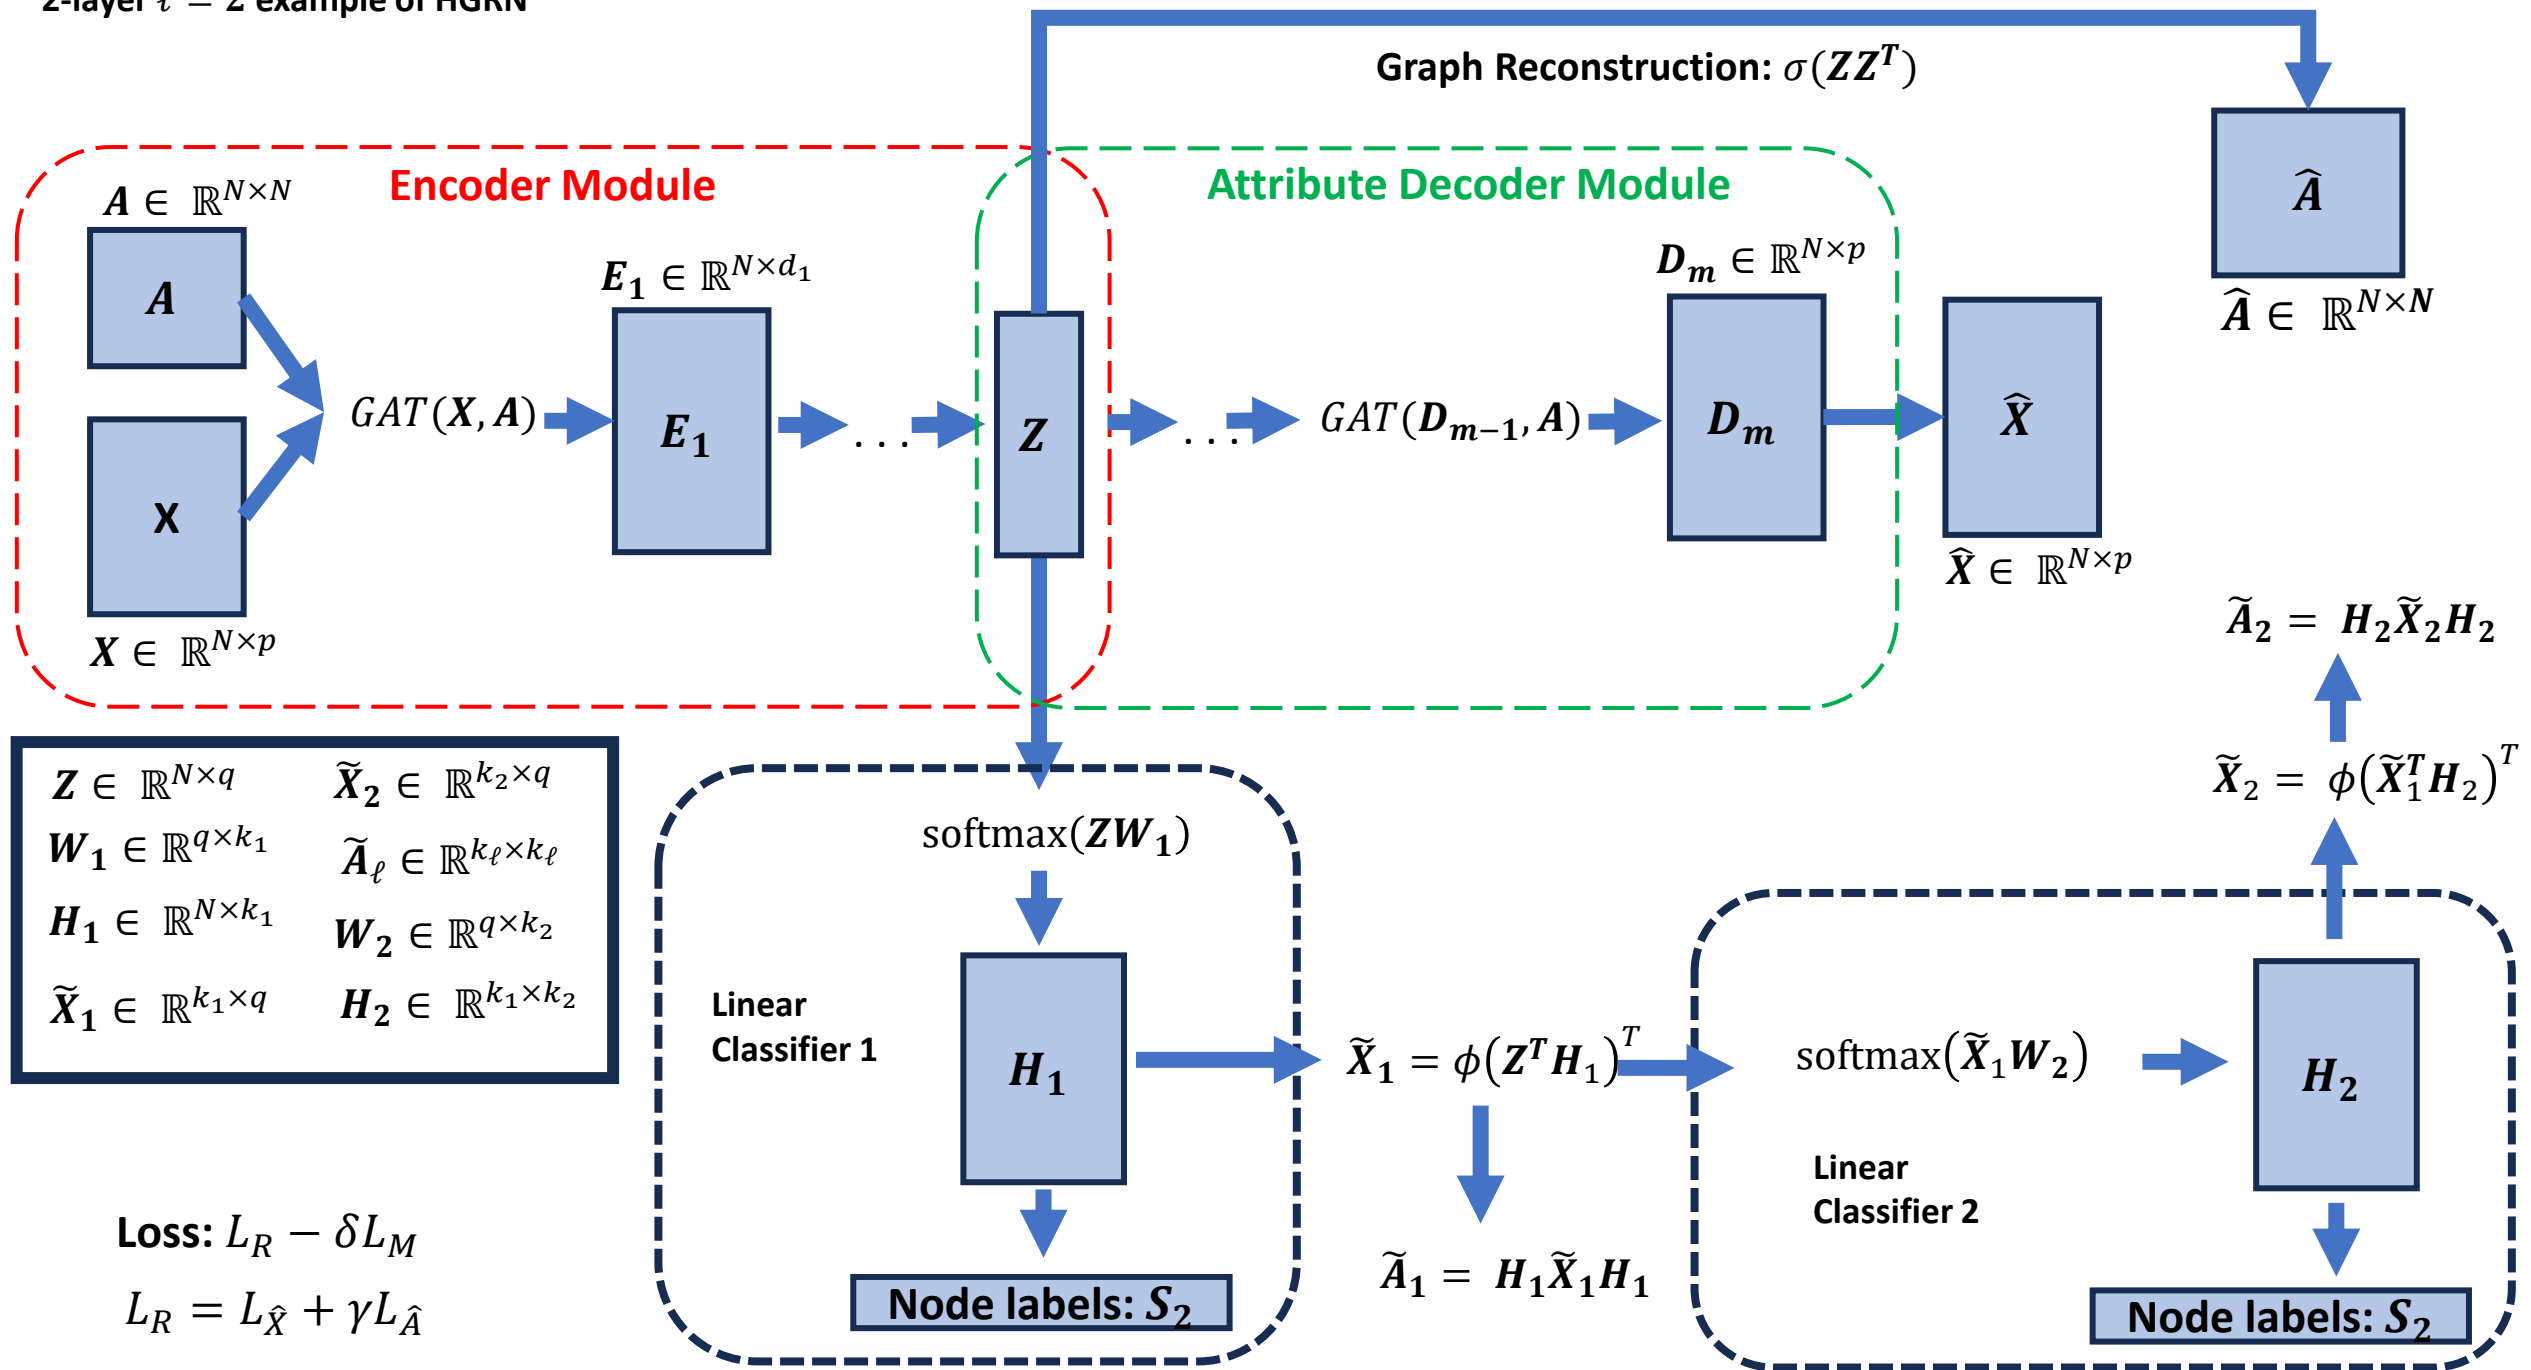 2-layer ℓ = 2 example of HGRN
Graph Reconstruction: σ(ZZ^T)
Encoder Module
Attribute Decoder Module
A ∈ ℝ^{N×N}
A
X
X ∈ ℝ^{N×p}
GAT(X, A)
E_1 ∈ ℝ^{N×d_1}
E_1
. . .
Z
. . .
GAT(D_{m−1}, A)
D_m ∈ ℝ^{N×p}
D_m
X̂
X̂ ∈ ℝ^{N×p}
Â
Â ∈ ℝ^{N×N}
Ã_2 = H_2X̃_2H_2
X̃_2 = ϕ(X̃_1^T H_2)^T
Z ∈ ℝ^{N×q}
W_1 ∈ ℝ^{q×k_1}
H_1 ∈ ℝ^{N×k_1}
X̃_1 ∈ ℝ^{k_1×q}
X̃_2 ∈ ℝ^{k_2×q}
Ã_ℓ ∈ ℝ^{k_ℓ×k_ℓ}
W_2 ∈ ℝ^{q×k_2}
H_2 ∈ ℝ^{k_1×k_2}
softmax(ZW_1)
Linear
Classifier 1
H_1
Node labels: S_2
X̃_1 = ϕ(Z^T H_1)^T
Ã_1 = H_1X̃_1H_1
softmax(X̃_1W_2)
Linear
Classifier 2
H_2
Node labels: S_2
Loss: L_R − δL_M
L_R = L_X̂ + γL_Â